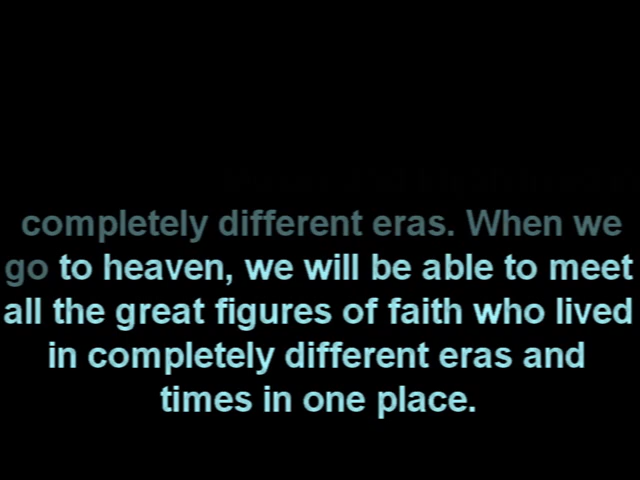 completely different eras. When we
go to heaven, we will be able to meet
all the great figures of faith who lived
in completely different eras and
times in one place.